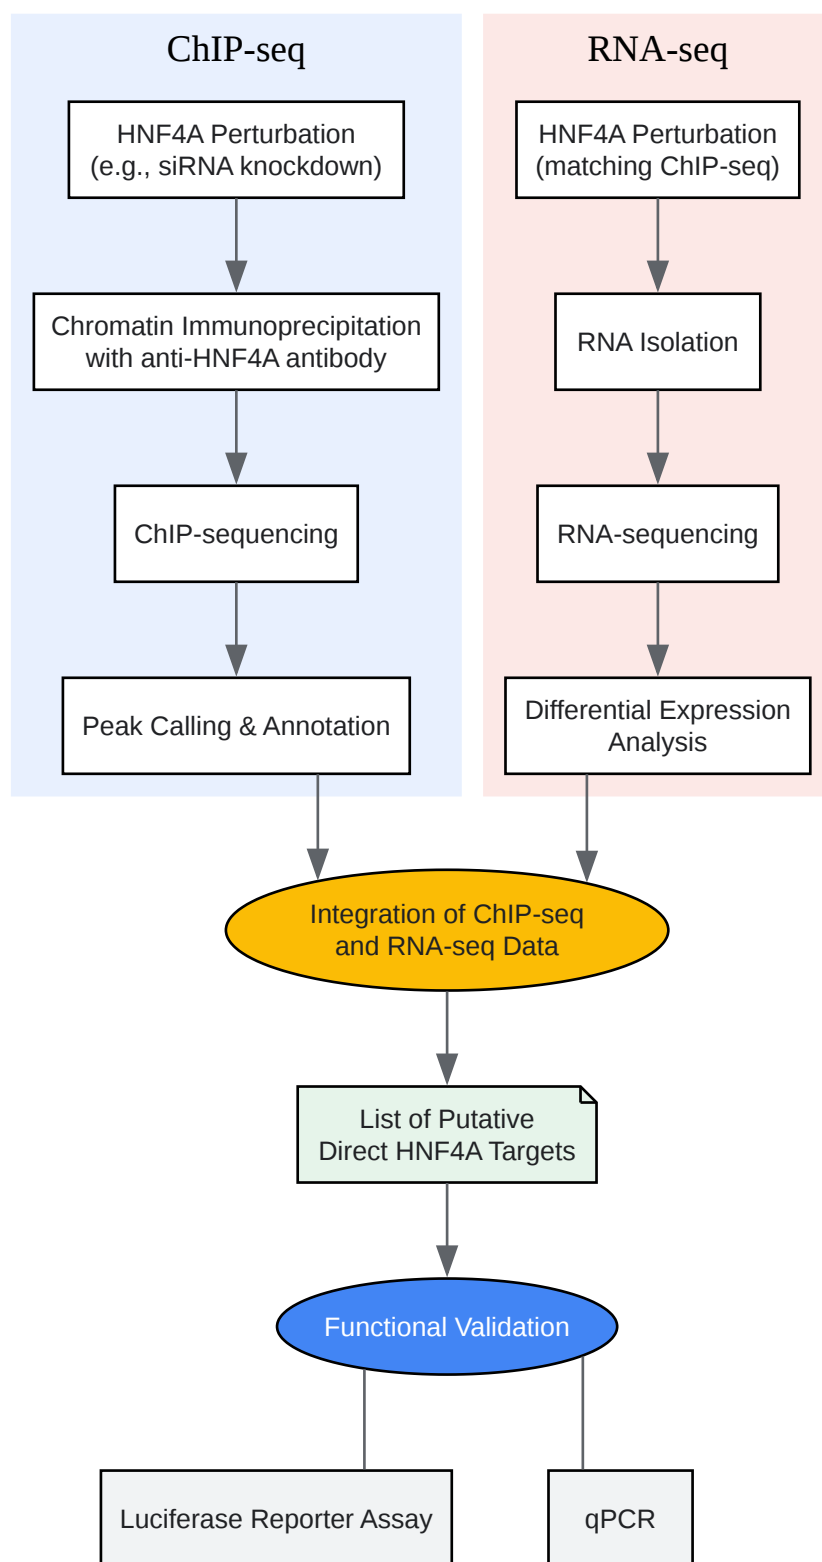 ChIP-seq
HNF4A Perturbation
(e.g., siRNA knockdown)
Chromatin Immunoprecipitation
with anti-HNF4A antibody
ChIP-sequencing
Peak Calling & Annotation
RNA-seq
HNF4A Perturbation
(matching ChIP-seq)
RNA Isolation
RNA-sequencing
Differential Expression
Analysis
Integration of ChIP-seq
and RNA-seq Data
List of Putative
Direct HNF4A Targets
Functional Validation
Luciferase Reporter Assay
qPCR